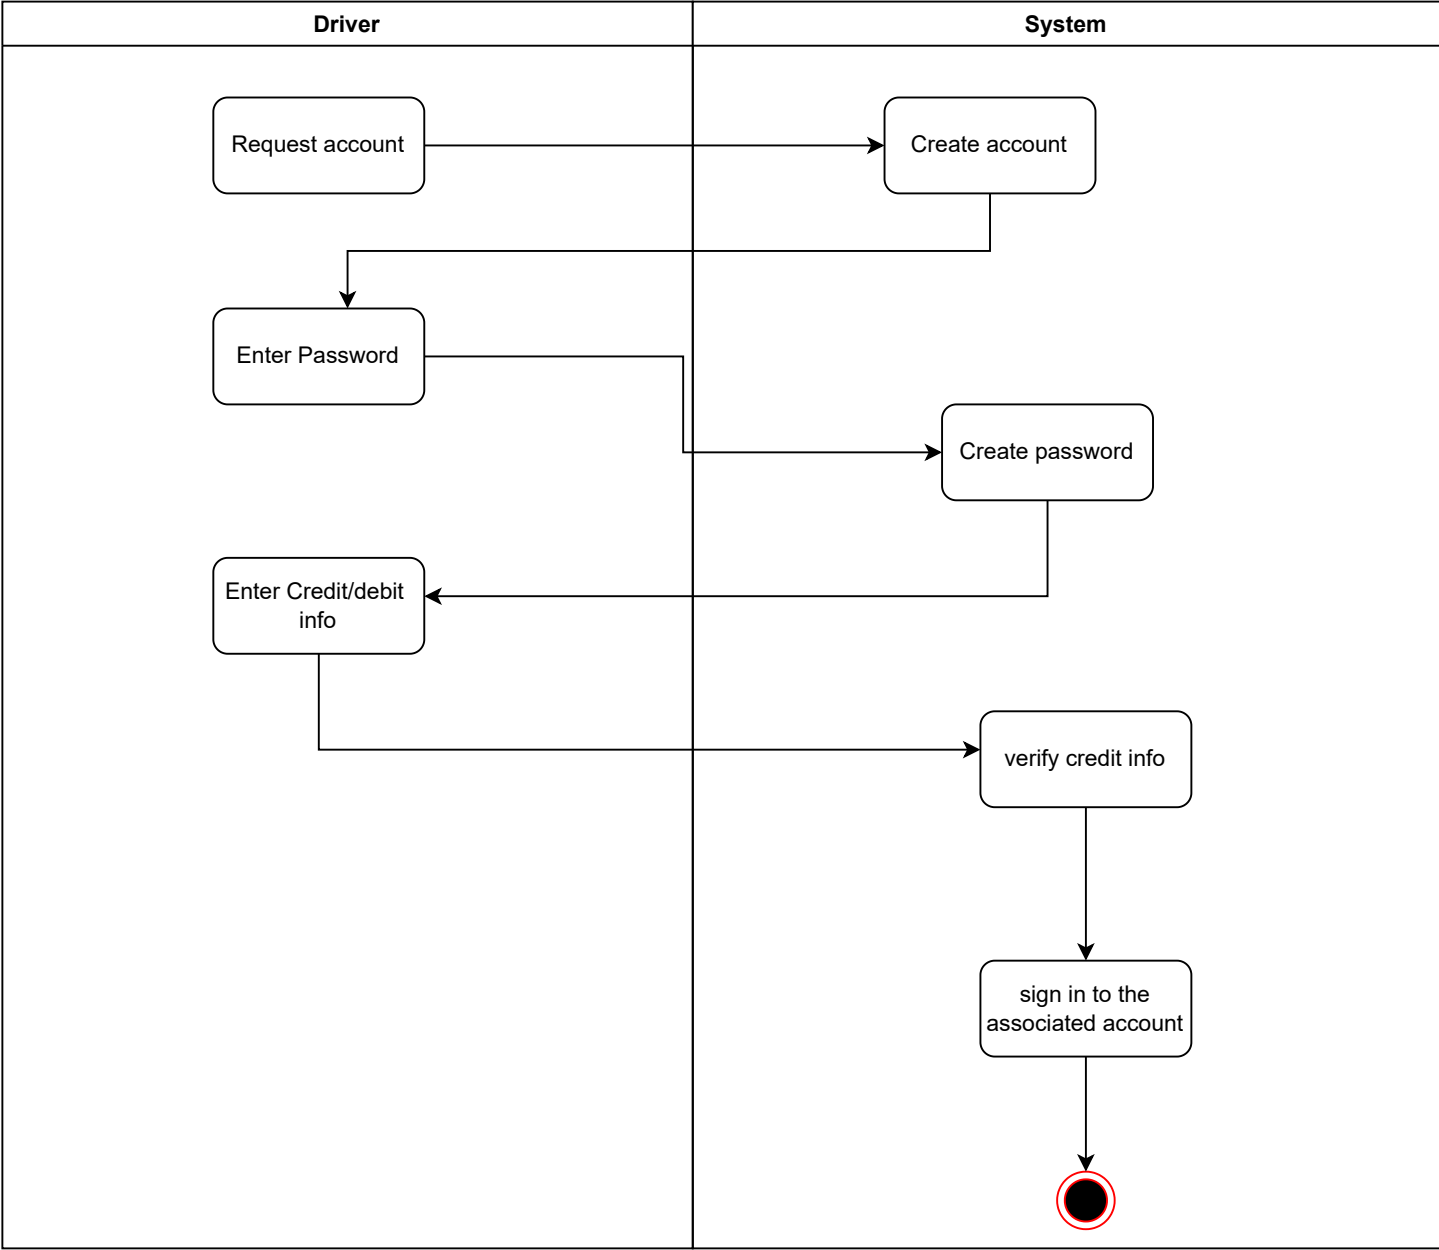 Driver
System
Request account
Create account
Enter Password
Create password
Enter Credit/debit
info
verify credit info
sign in to the
associated account